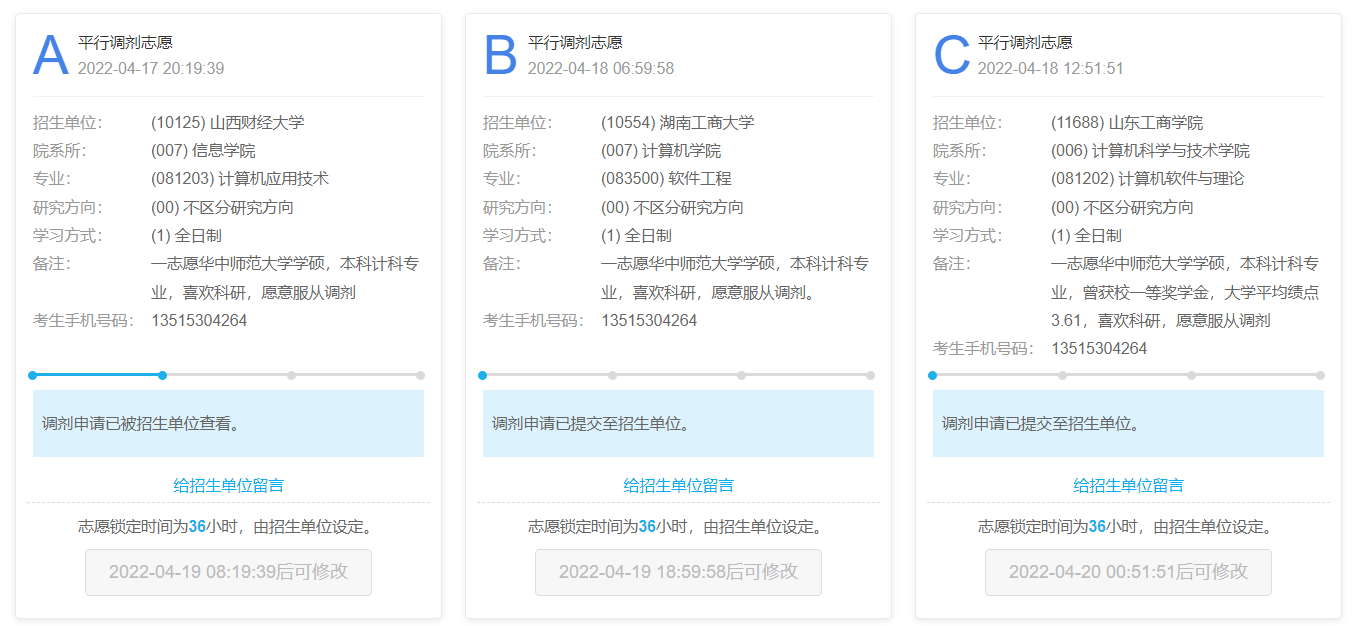 A 平行调剂志愿
2022-04-17 20:19:39
招生单位： (10125) 山西财经大学
院系所： (007) 信息学院
专业： (081203) 计算机应用技术
研究方向： (00) 不区分研究方向
学习方式： (1) 全日制
备注： 一志愿华中师范大学学硕，本科计科专
业，喜欢科研，愿意服从调剂
考生手机号码： 13515304264
调剂申请已被招生单位查看。
给招生单位留言
志愿锁定时间为36小时，由招生单位设定。
2022-04-19 08:19:39后可修改
B 平行调剂志愿
2022-04-18 06:59:58
招生单位： (10554) 湖南工商大学
院系所： (007) 计算机学院
专业： (083500) 软件工程
研究方向： (00) 不区分研究方向
学习方式： (1) 全日制
备注： 一志愿华中师范大学学硕，本科计科专
业，喜欢科研，愿意服从调剂。
考生手机号码： 13515304264
调剂申请已提交至招生单位。
给招生单位留言
志愿锁定时间为36小时，由招生单位设定。
2022-04-19 18:59:58后可修改
C 平行调剂志愿
2022-04-18 12:51:51
招生单位： (11688) 山东工商学院
院系所： (006) 计算机科学与技术学院
专业： (081202) 计算机软件与理论
研究方向： (00) 不区分研究方向
学习方式： (1) 全日制
备注： 一志愿华中师范大学学硕，本科计科专
业，曾获校一等奖学金，大学平均绩点
3.61，喜欢科研，愿意服从调剂
考生手机号码： 13515304264
调剂申请已提交至招生单位。
给招生单位留言
志愿锁定时间为36小时，由招生单位设定。
2022-04-20 00:51:51后可修改